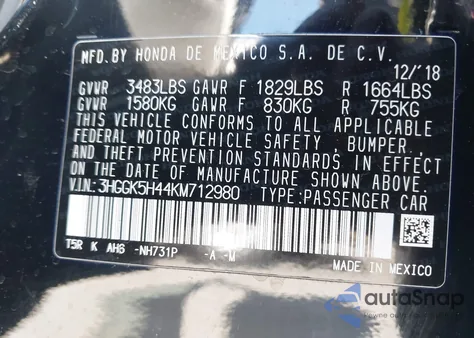 MFD.BY HONDA DE MEXICO S.A. DE C.V.
12/'18
GVWR 3483LBS GAWR F 1829LBS R 1664LBS
GVWR 1580KG GAWR F 830KG R 755KG
THIS VEHICLE CONFORMS TO ALL APPLICABLE
FEDERAL MOTOR VEHICLE SAFETY , BUMPER,
AND THEFT PREVENTION STANDARDS IN EFFECT
ON THE DATE OF MANUFACTURE SHOWN ABOVE.
V.I.N: 3HGGK5H44KM712980 TYPE:PASSENGER CAR
T5R K AHS -NH731P -A -M
MADE IN MEXICO
autoSnap